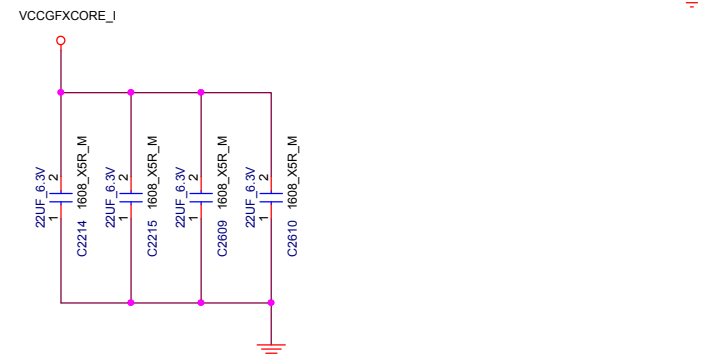 VCCGFXCORE_I
22UF_6.3V
1 2
C2214 1608_X5R_M
22UF_6.3V
1 2
C2215 1608_X5R_M
22UF_6.3V
1 2
C2609 1608_X5R_M
22UF_6.3V
1 2
C2610 1608_X5R_M